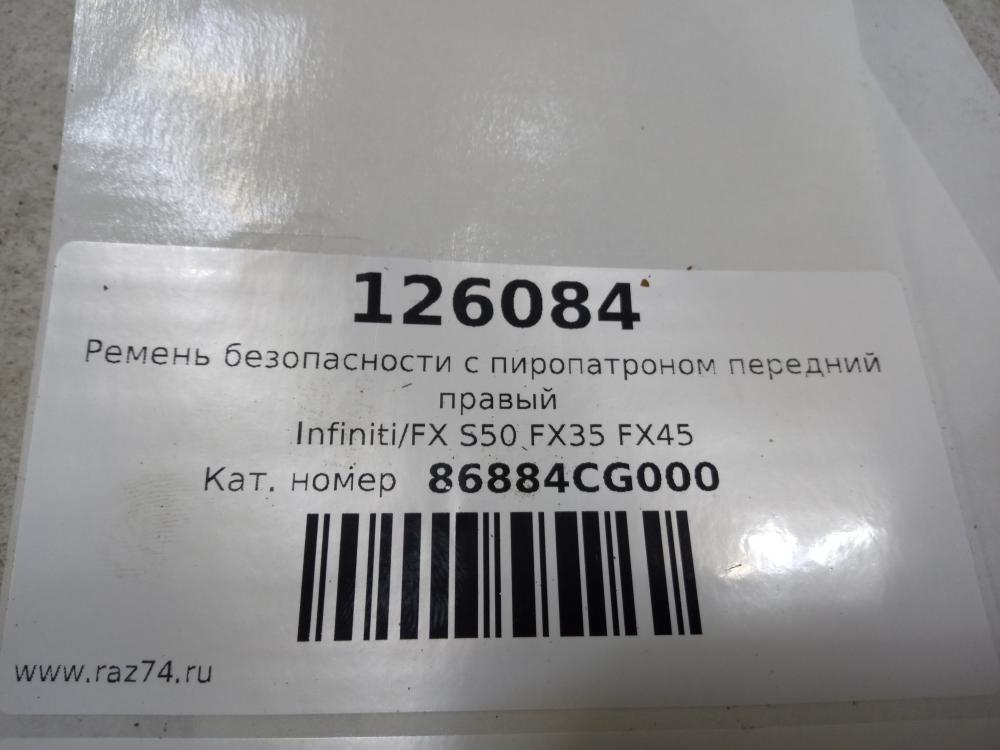 126084
Ремень безопасности с пиропатроном передний
правый
Infiniti/FX S50 FX35 FX45
Кат. номер 86884CG000
www.raz74.ru